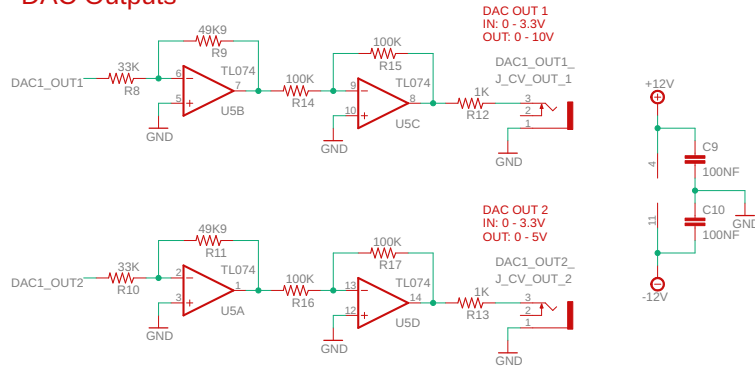 DAC Outputs
DAC OUT 1
IN: 0 - 3.3V
OUT: 0 - 10V
49K9
R9
100K
R15
DAC1_OUT1_
J_CV_OUT_1
DAC1_OUT1
33K
R8
6
5
7
TL074
U5B
GND
100K
R14
9
10
8
TL074
U5C
GND
1K
R12
3
2
1
GND
+12V
4
11
C9
100NF
C10
100NF
GND
-12V
DAC OUT 2
IN: 0 - 3.3V
OUT: 0 - 5V
49K9
R11
100K
R17
DAC1_OUT2_
J_CV_OUT_2
DAC1_OUT2
33K
R10
2
3
1
TL074
U5A
GND
100K
R16
13
12
14
TL074
U5D
GND
1K
R13
3
2
1
GND